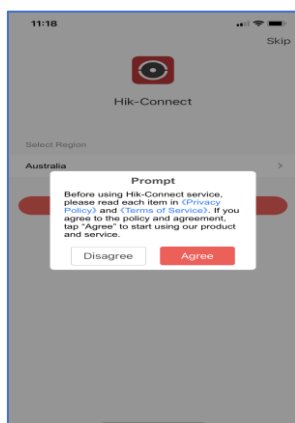 11:18
Skip
Hik-Connect
Select Region
Australia
Prompt
Before using Hik-Connect service,
please read each item in 《Privacy
Policy》 and 《Terms of Service》. If you
agree to the policy and agreement,
tap "Agree" to start using our product
and service.
Disagree
Agree